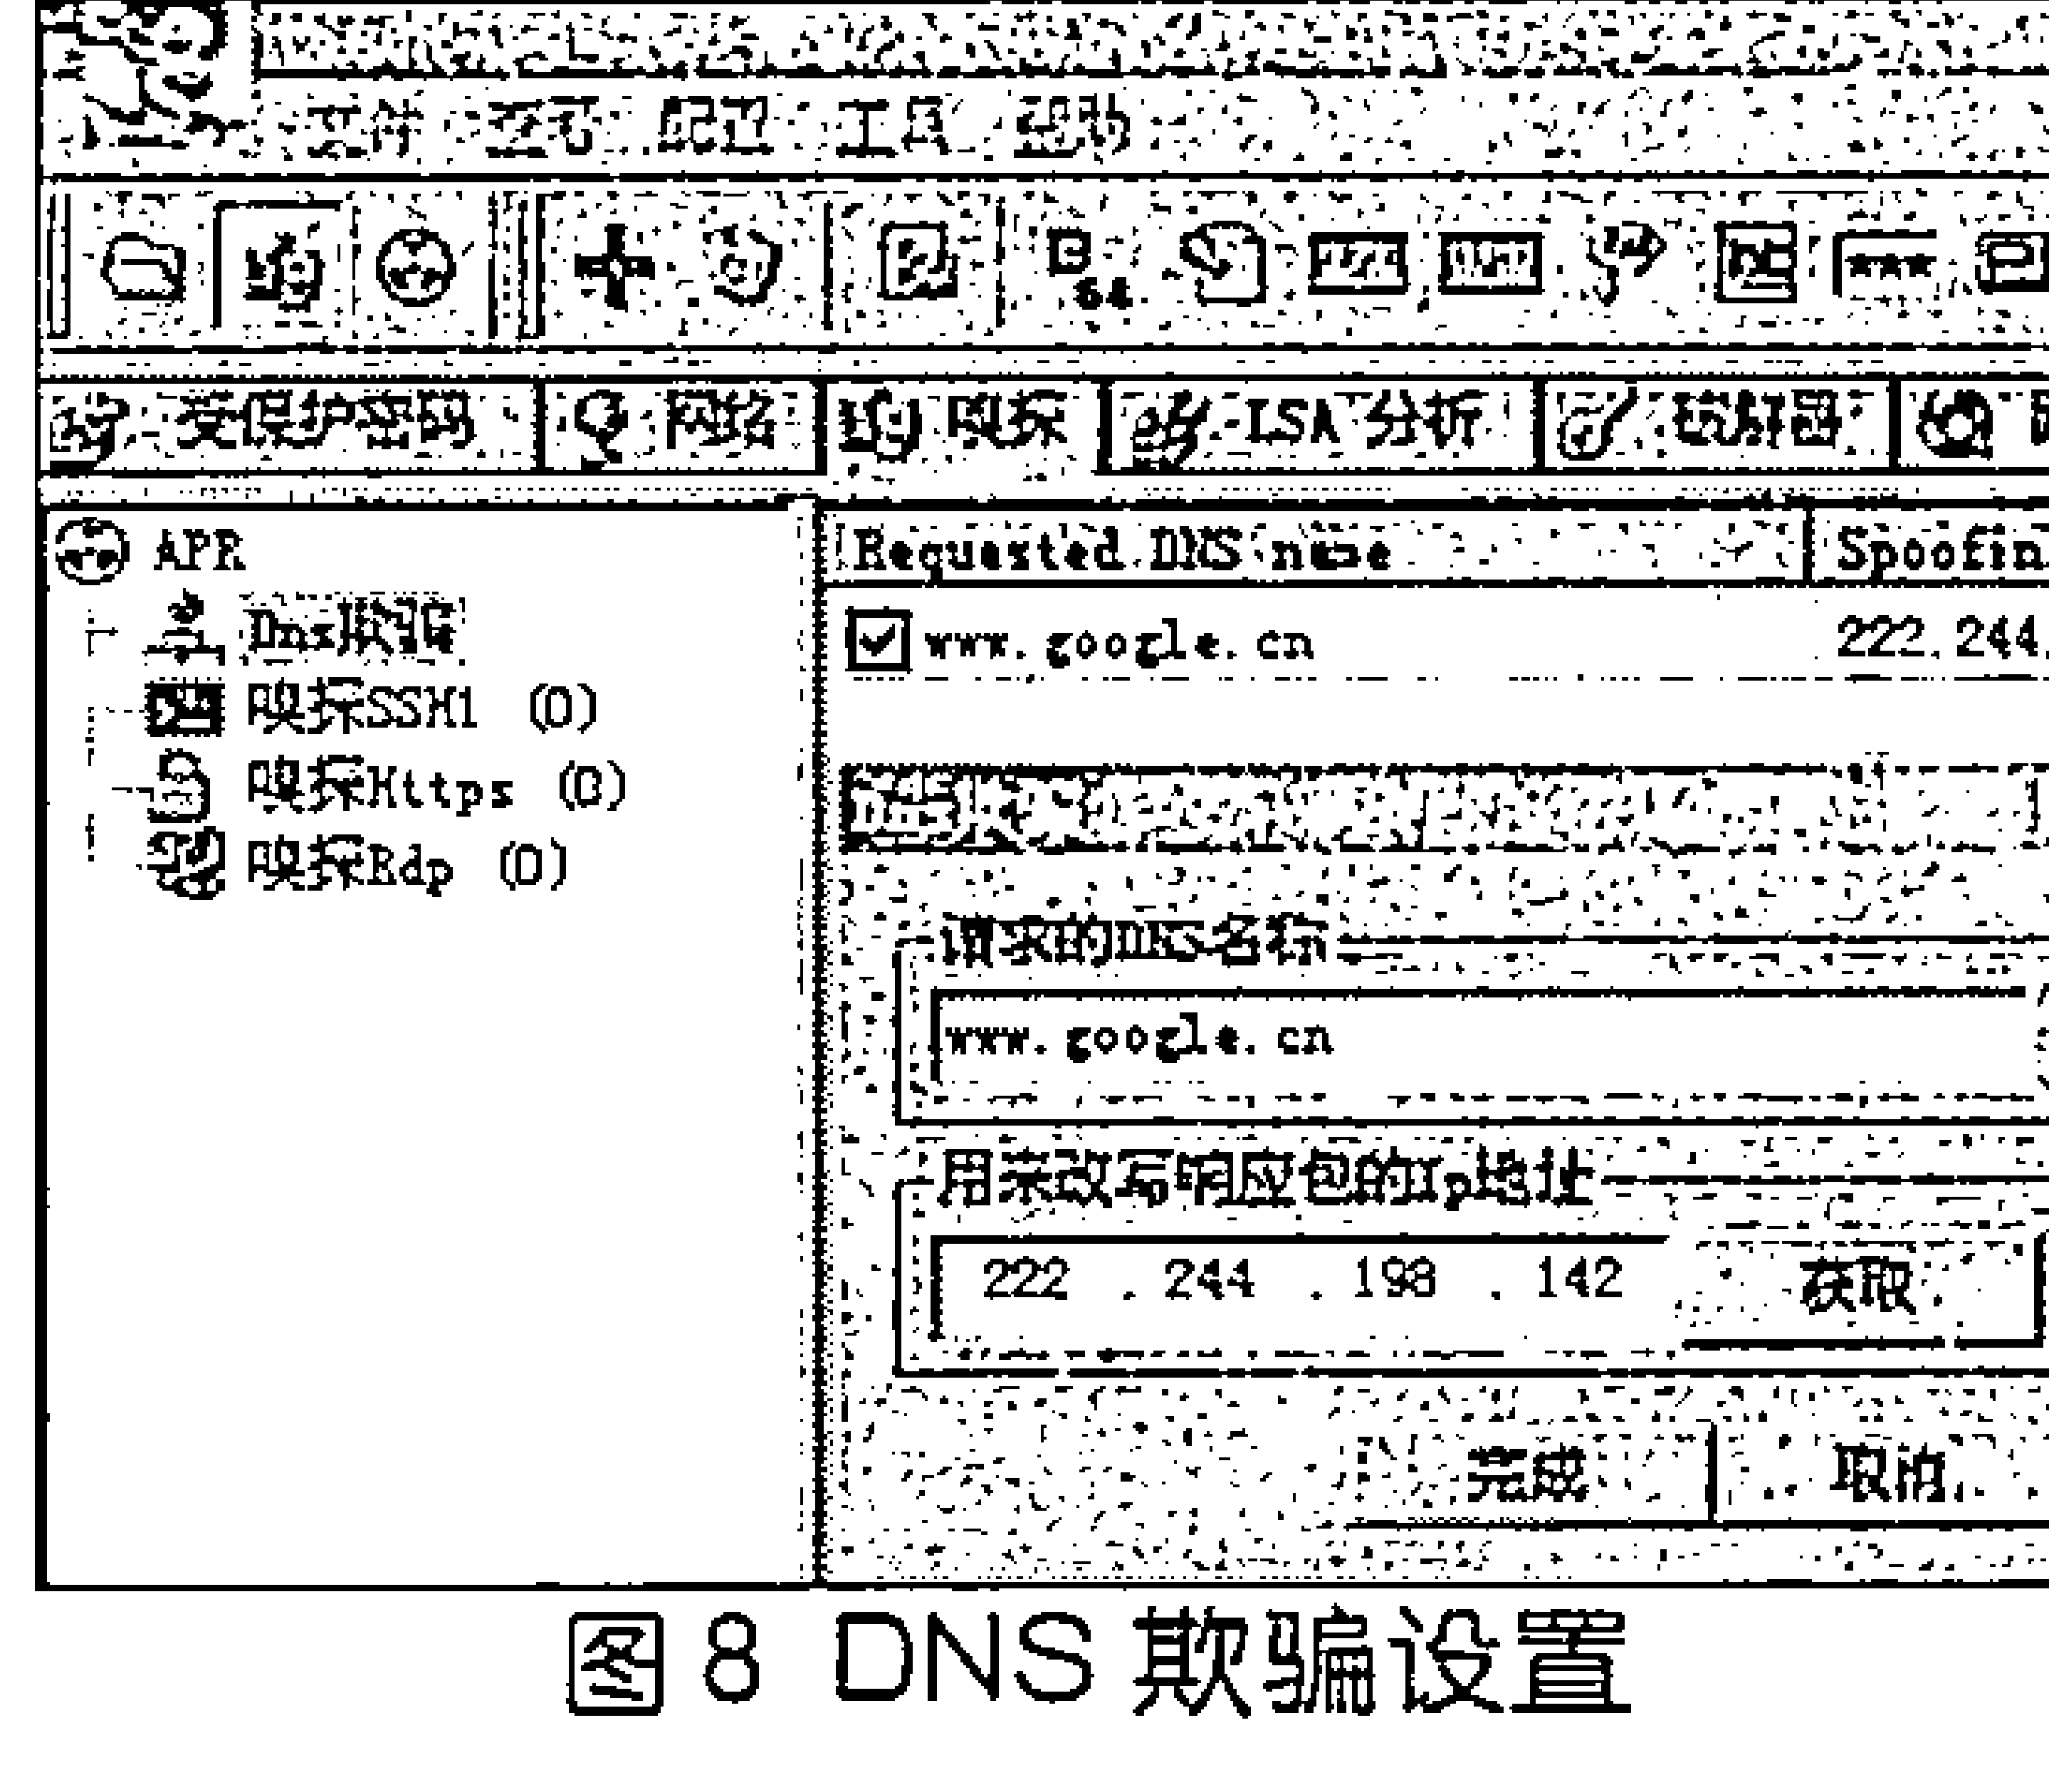 文件 查看 配置 工具 帮助
64
受保护密码 网络 嗅探 LSA 分析 破解器
APR
Dns欺骗
嗅探SSH1 (0)
嗅探Https (0)
嗅探Rdp (0)
Requested DNS name Spoofin
www.google.cn 222.244.
请求的DNS名称
www.google.cn
用来改写响应包的Ip地址
222 . 244 . 198 . 142 获取
完成 取消
图 8 DNS 欺骗设置